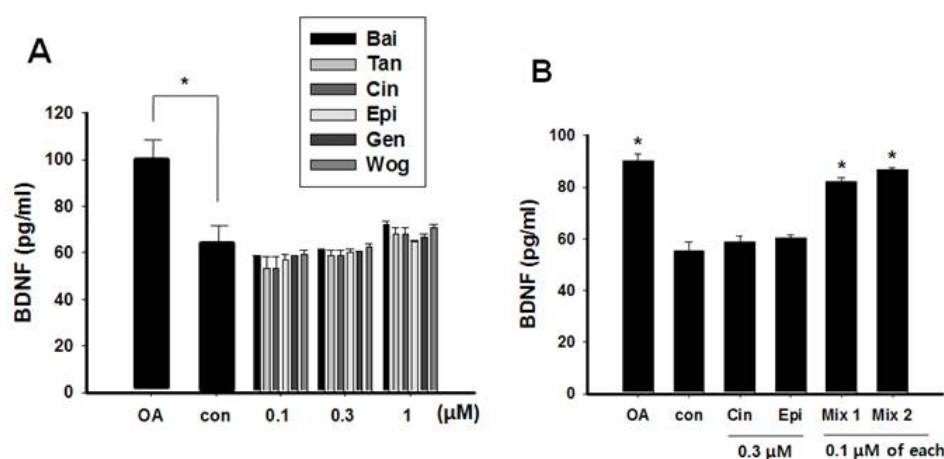 A
Bai
Tan
Cin
Epi
Gen
Wog
*
BDNF (pg/ml)
120
100
80
60
40
20
0
OA con 0.1 0.3 1 (μM)
B
BDNF (pg/ml)
100
80
60
40
20
0
* * *
OA con Cin Epi Mix 1 Mix 2
0.3 μM 0.1 μM of each